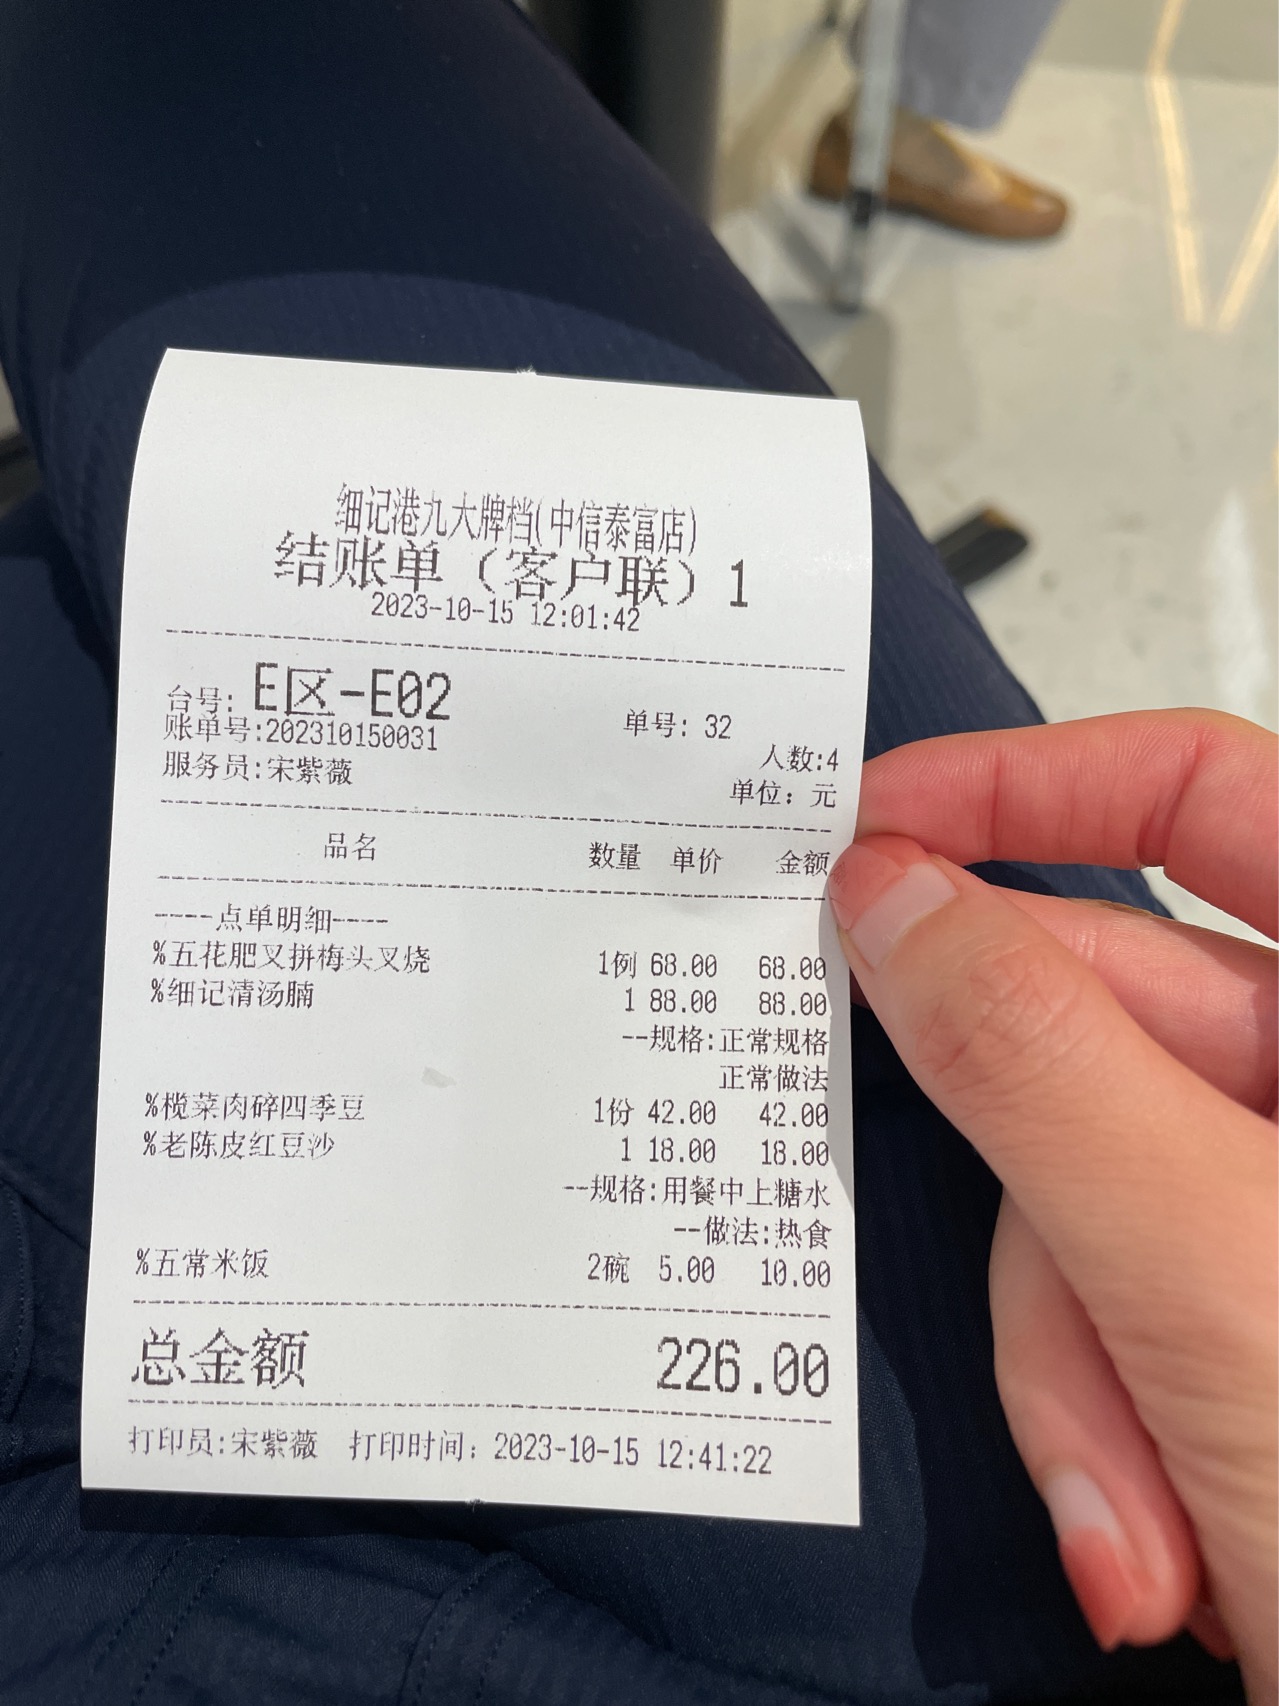 细记港九大牌档(中信泰富店)
结账单（客户联）1
2023-10-15 12:01:42
台号: E区-E02 单号: 32
账单号:202310150031 人数:4
服务员:宋紫薇 单位：元
品名 数量 单价 金额
----点单明细----
%五花肥叉拼梅头叉烧 1例 68.00 68.00
%细记清汤腩 1 88.00 88.00
--规格:正常规格
正常做法
%榄菜肉碎四季豆 1份 42.00 42.00
%老陈皮红豆沙 1 18.00 18.00
--规格:用餐中上糖水
--做法:热食
%五常米饭 2碗 5.00 10.00
总金额 226.00
打印员:宋紫薇 打印时间：2023-10-15 12:41:22